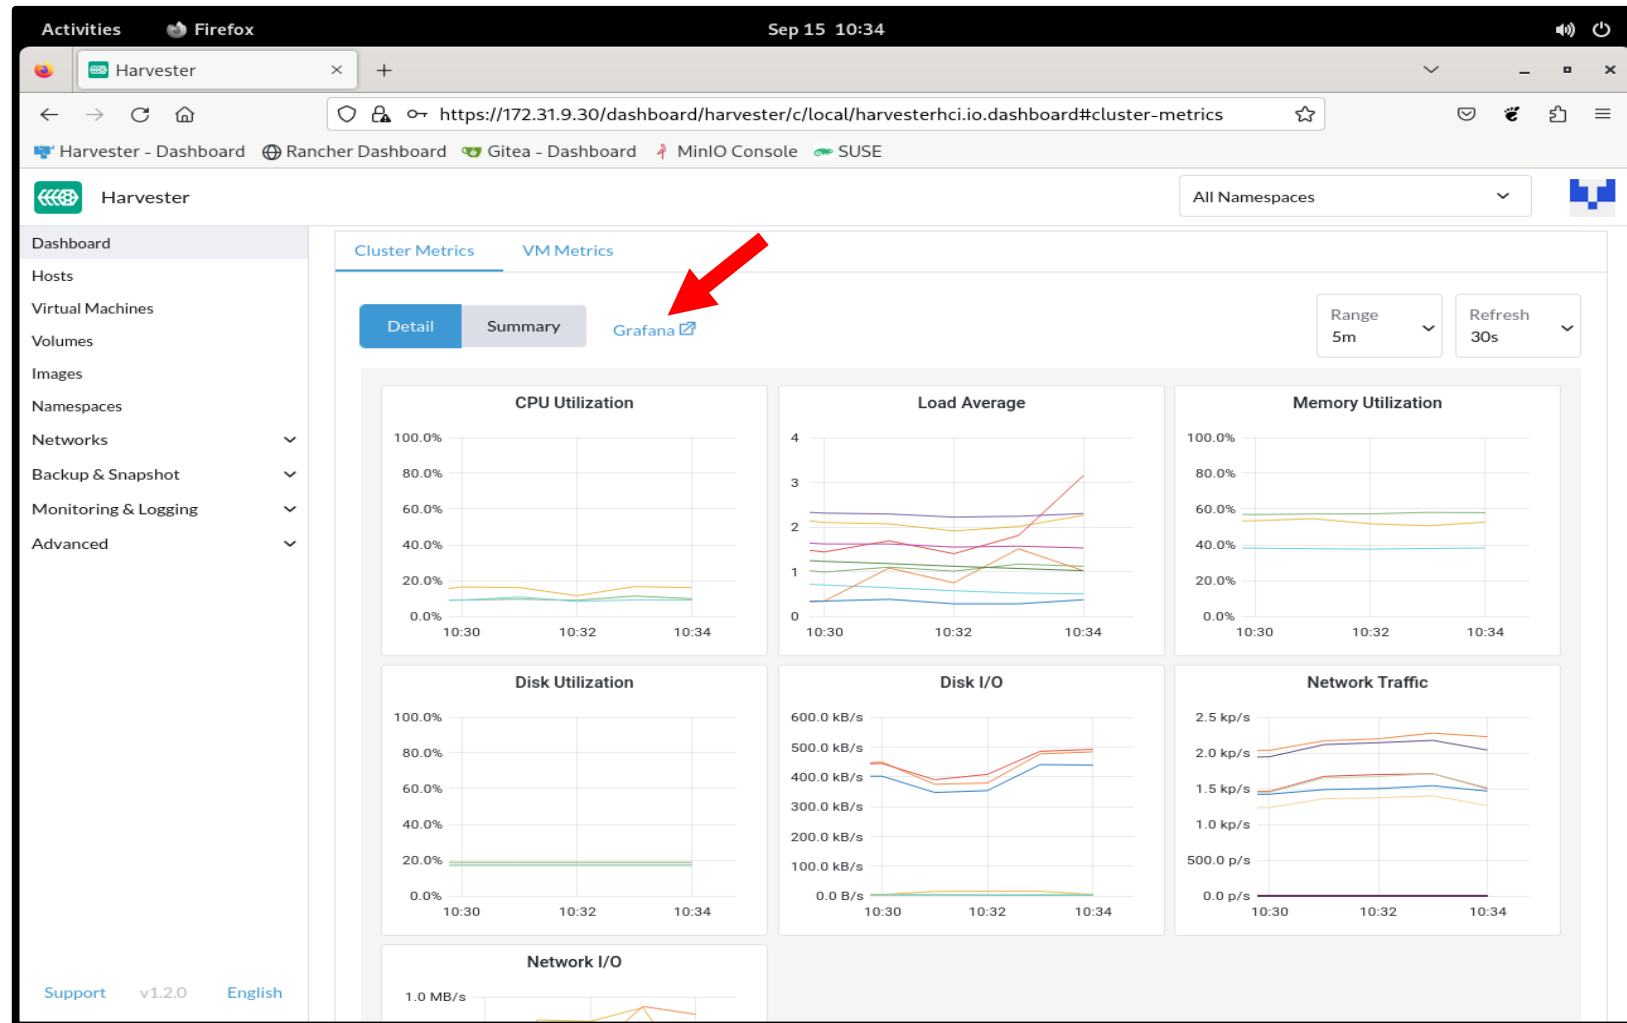 Activities Firefox Sep 15 10:34
Harvester
https://172.31.9.30/dashboard/harvester/c/local/harvesterhci.io.dashboard#cluster-metrics
Harvester - Dashboard Rancher Dashboard Gitea - Dashboard MinIO Console SUSE
Harvester All Namespaces
Dashboard
Hosts
Virtual Machines
Volumes
Images
Namespaces
Networks
Backup & Snapshot
Monitoring & Logging
Advanced
Support v1.2.0 English
Cluster Metrics VM Metrics
Detail Summary Grafana
Range
5m
Refresh
30s
CPU Utilization
100.0%
80.0%
60.0%
40.0%
20.0%
0.0%
10:30 10:32 10:34
Load Average
4
3
2
1
0
10:30 10:32 10:34
Memory Utilization
100.0%
80.0%
60.0%
40.0%
20.0%
0.0%
10:30 10:32 10:34
Disk Utilization
100.0%
80.0%
60.0%
40.0%
20.0%
0.0%
10:30 10:32 10:34
Disk I/O
600.0 kB/s
500.0 kB/s
400.0 kB/s
300.0 kB/s
200.0 kB/s
100.0 kB/s
0.0 B/s
10:30 10:32 10:34
Network Traffic
2.5 kp/s
2.0 kp/s
1.5 kp/s
1.0 kp/s
500.0 p/s
0.0 p/s
10:30 10:32 10:34
Network I/O
1.0 MB/s